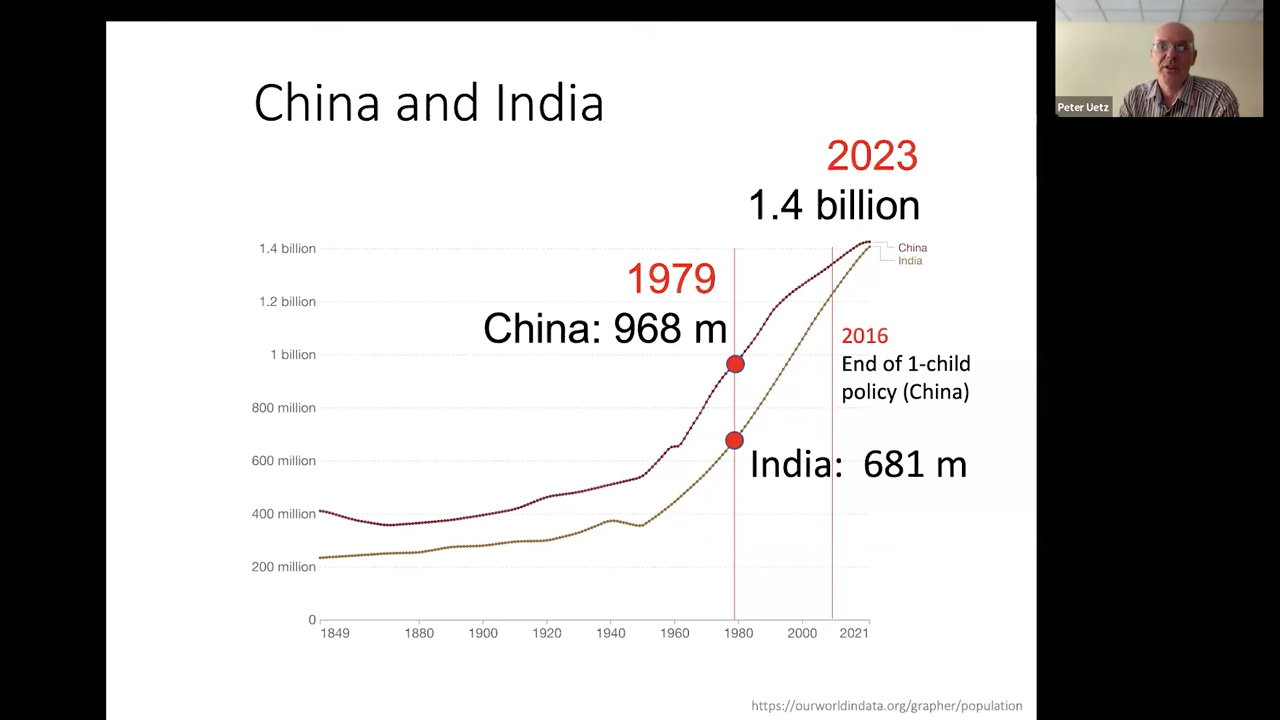 China and India
2023
1.4 billion
1.4 billion
China
India
1979
China: 968 m
1.2 billion
2016
End of 1-child
policy (China)
1 billion
800 million
India:  681 m
600 million
400 million
200 million
0
1849 1880 1900 1920 1940 1960 1980 2000 2021
https://ourworldindata.org/grapher/population
Peter Uetz